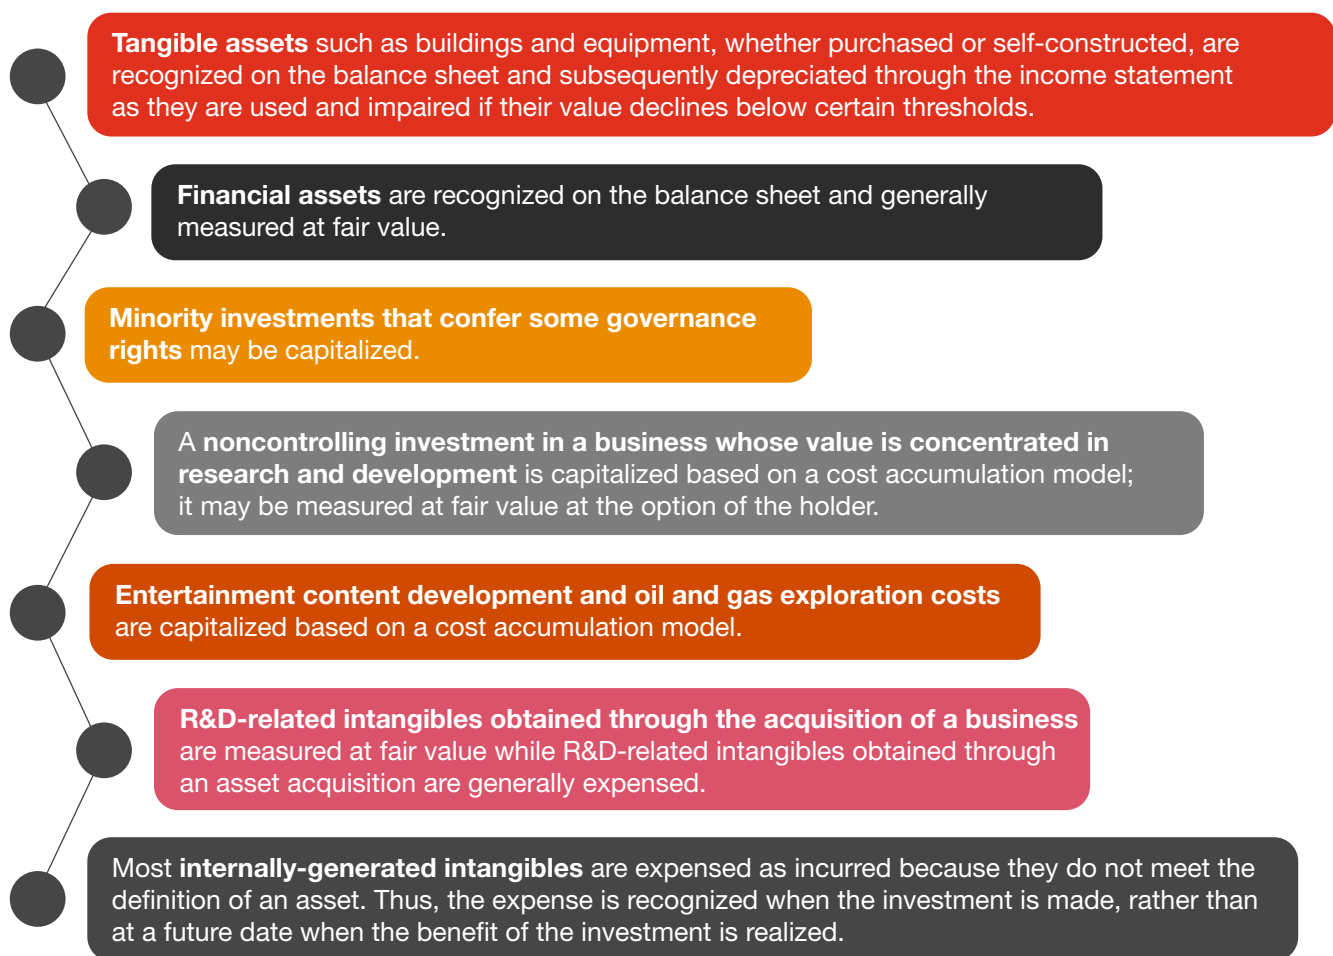 Tangible assets such as buildings and equipment, whether purchased or self-constructed, are
recognized on the balance sheet and subsequently depreciated through the income statement
as they are used and impaired if their value declines below certain thresholds.
Financial assets are recognized on the balance sheet and generally
measured at fair value.
Minority investments that confer some governance
rights may be capitalized.
A noncontrolling investment in a business whose value is concentrated in
research and development is capitalized based on a cost accumulation model;
it may be measured at fair value at the option of the holder.
Entertainment content development and oil and gas exploration costs
are capitalized based on a cost accumulation model.
R&D-related intangibles obtained through the acquisition of a business
are measured at fair value while R&D-related intangibles obtained through
an asset acquisition are generally expensed.
Most internally-generated intangibles are expensed as incurred because they do not meet the
definition of an asset. Thus, the expense is recognized when the investment is made, rather than
at a future date when the benefit of the investment is realized.